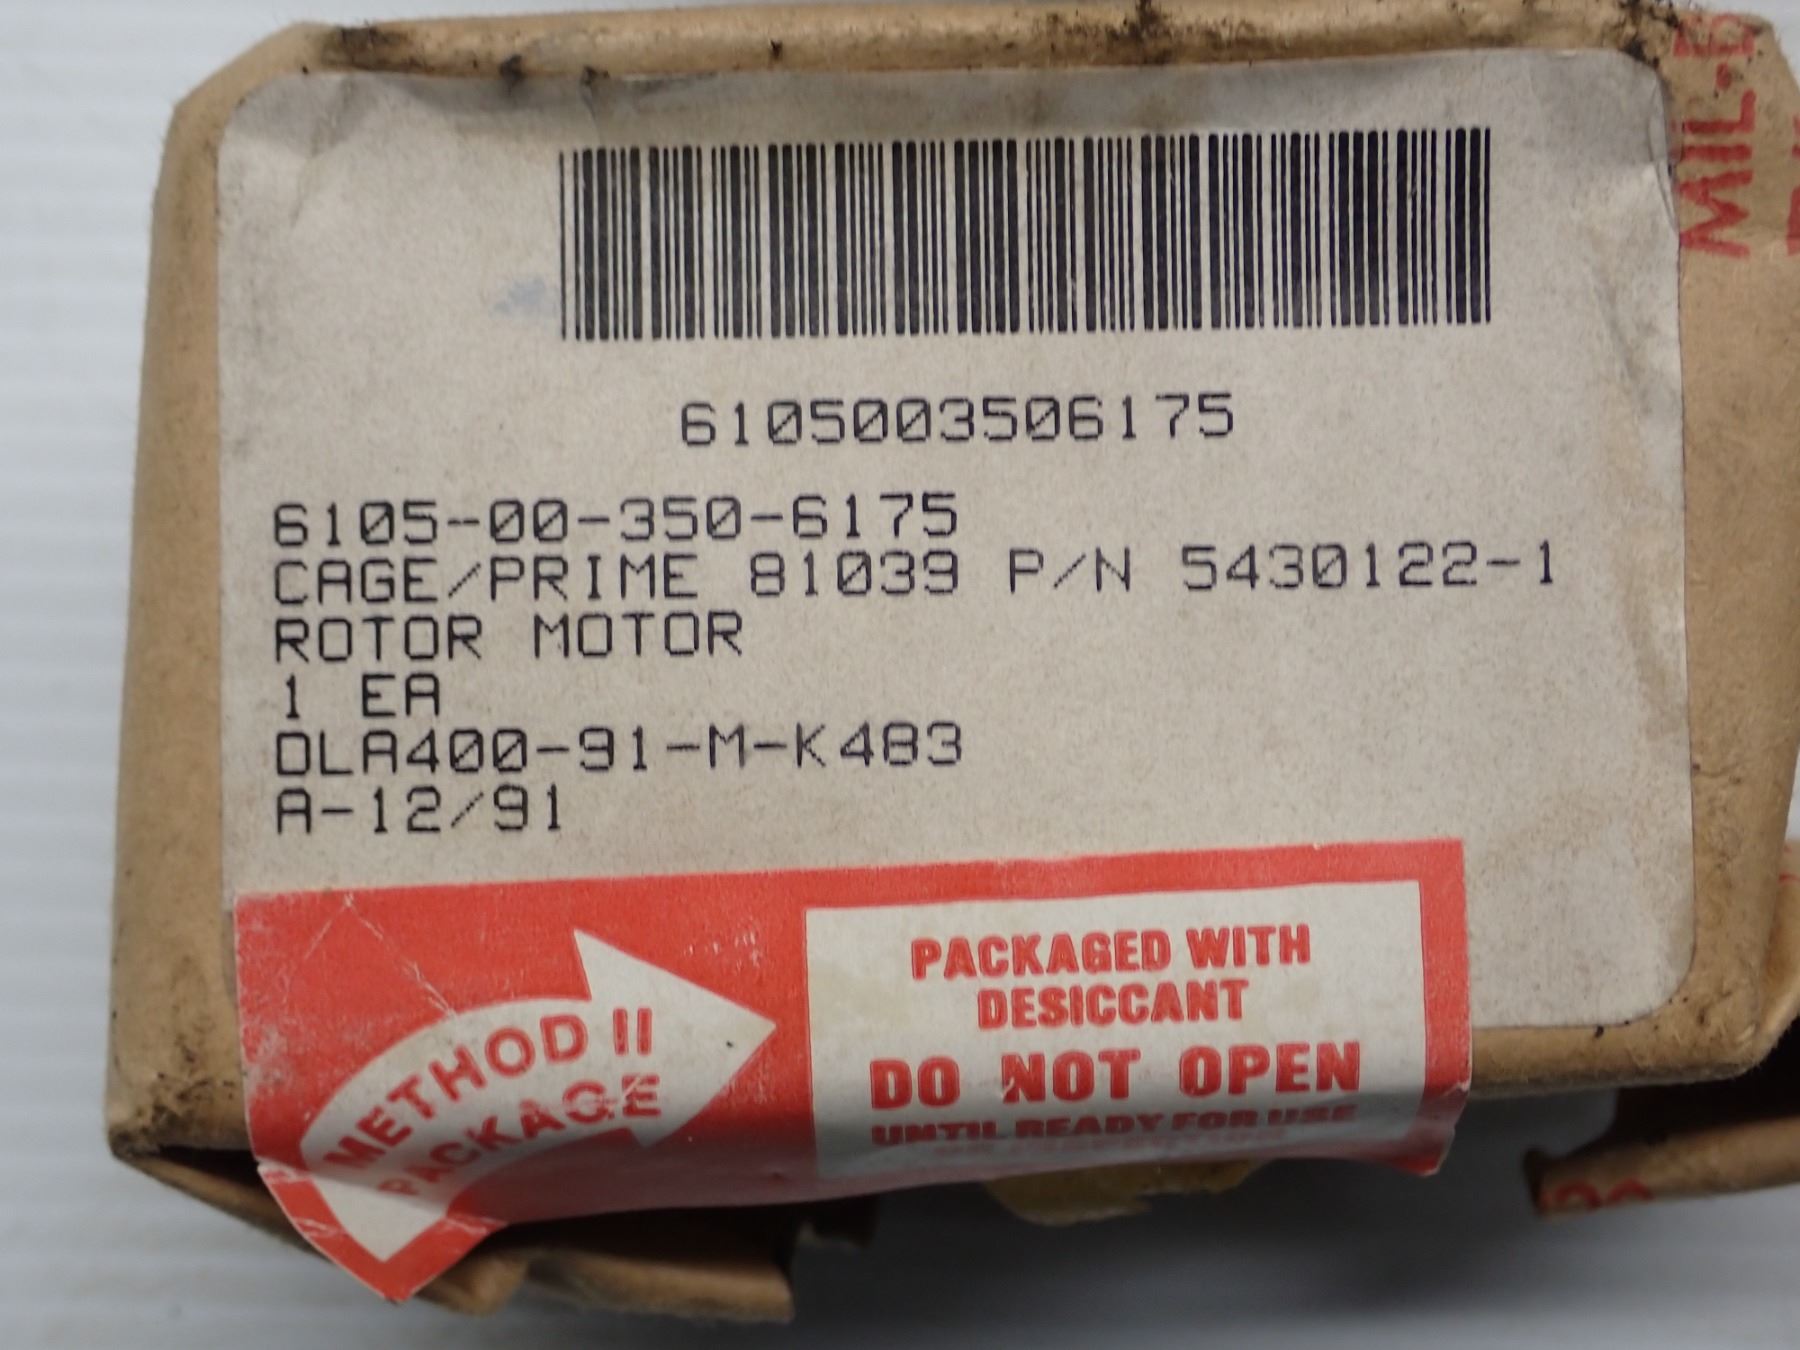 6105003506175
6105-00-350-6175
CAGE/PRIME 81039 P/N 5430122-1
ROTOR MOTOR
1 EA
DLA400-91-M-K483
A-12/91
METHOD II
PACKAGE
PACKAGED WITH
DESICCANT
DO NOT OPEN
UNTIL READY FOR USE
MIL-B